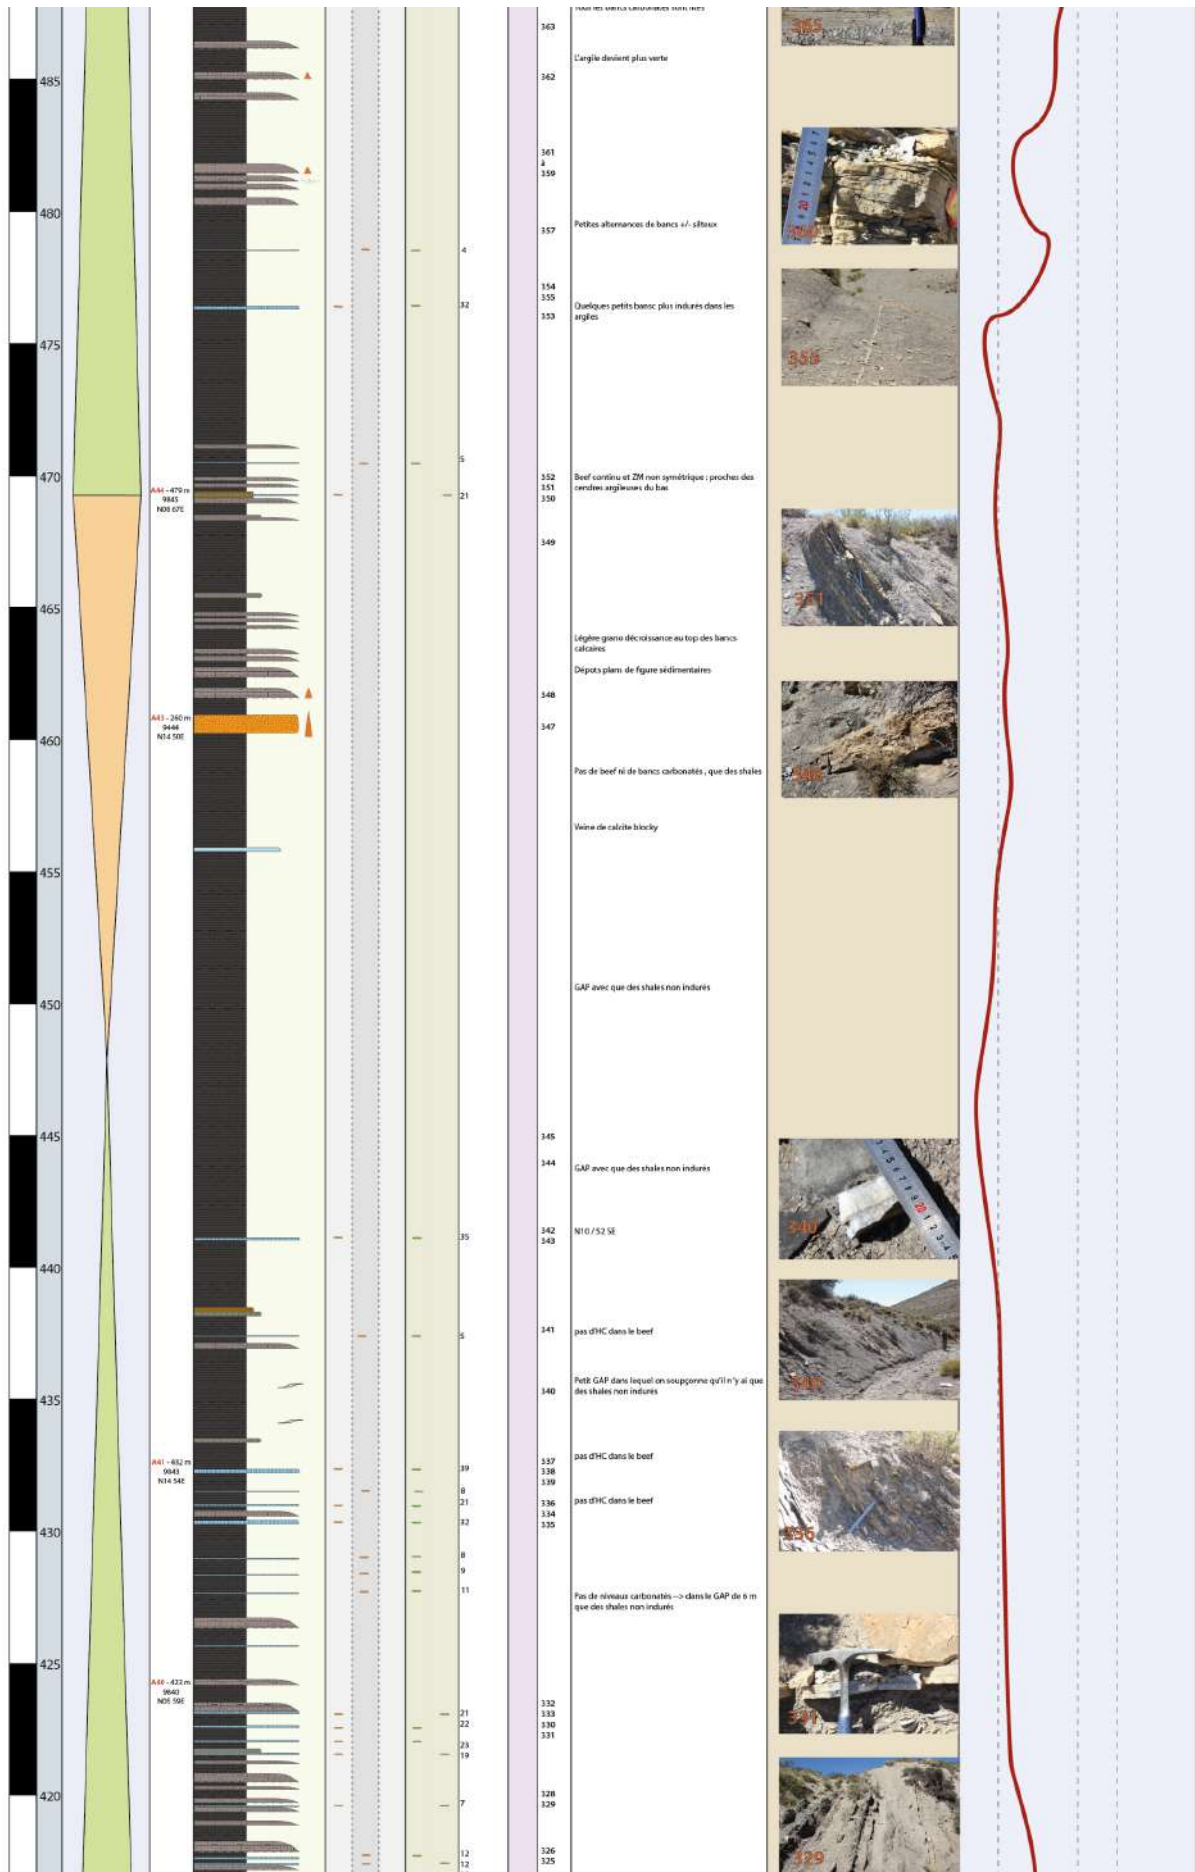 Tous les bancs carbonatés sont lités
363
365
L'argile devient plus verte
362
485
361
à
359
480
357
Petites alternances de bancs +/- silteux
4
354
355
Quelques petits bansc plus indurés dans les
argiles
32
353
475
355
5
470
352
Beef continu et ZM non symétrique : proches des
cendres argileuses du bas
351
350
A44 - 479 m
9845
N08 67E
21
349
351
465
Légère grano décroissance au top des bancs
calcaires
Dépots plans de figure sédimentaires
348
A43 - 260 m
9444
N14 50E
347
460
Pas de beef ni de bancs carbonatés , que des shales
Veine de calcite blocky
455
GAP avec que des shales non indurés
450
445
345
344
GAP avec que des shales non indurés
342
N10 / 52 SE
343
35
340
440
341
pas d'HC dans le beef
5
Petit GAP dans lequel on soupçonne qu'il n'y ai que
des shales non indurés
340
435
337
pas d'HC dans le beef
338
339
A41 - 452 m
9843
N14 54E
39
8
21
336
pas d'HC dans le beef
334
335
32
336
430
8
9
11
Pas de niveaux carbonatés --> dans le GAP de 6 m
que des shales non indurés
425
A40 - 423 m
9840
N05 59E
332
333
330
331
21
22
23
19
331
420
328
329
7
326
325
12
12
329